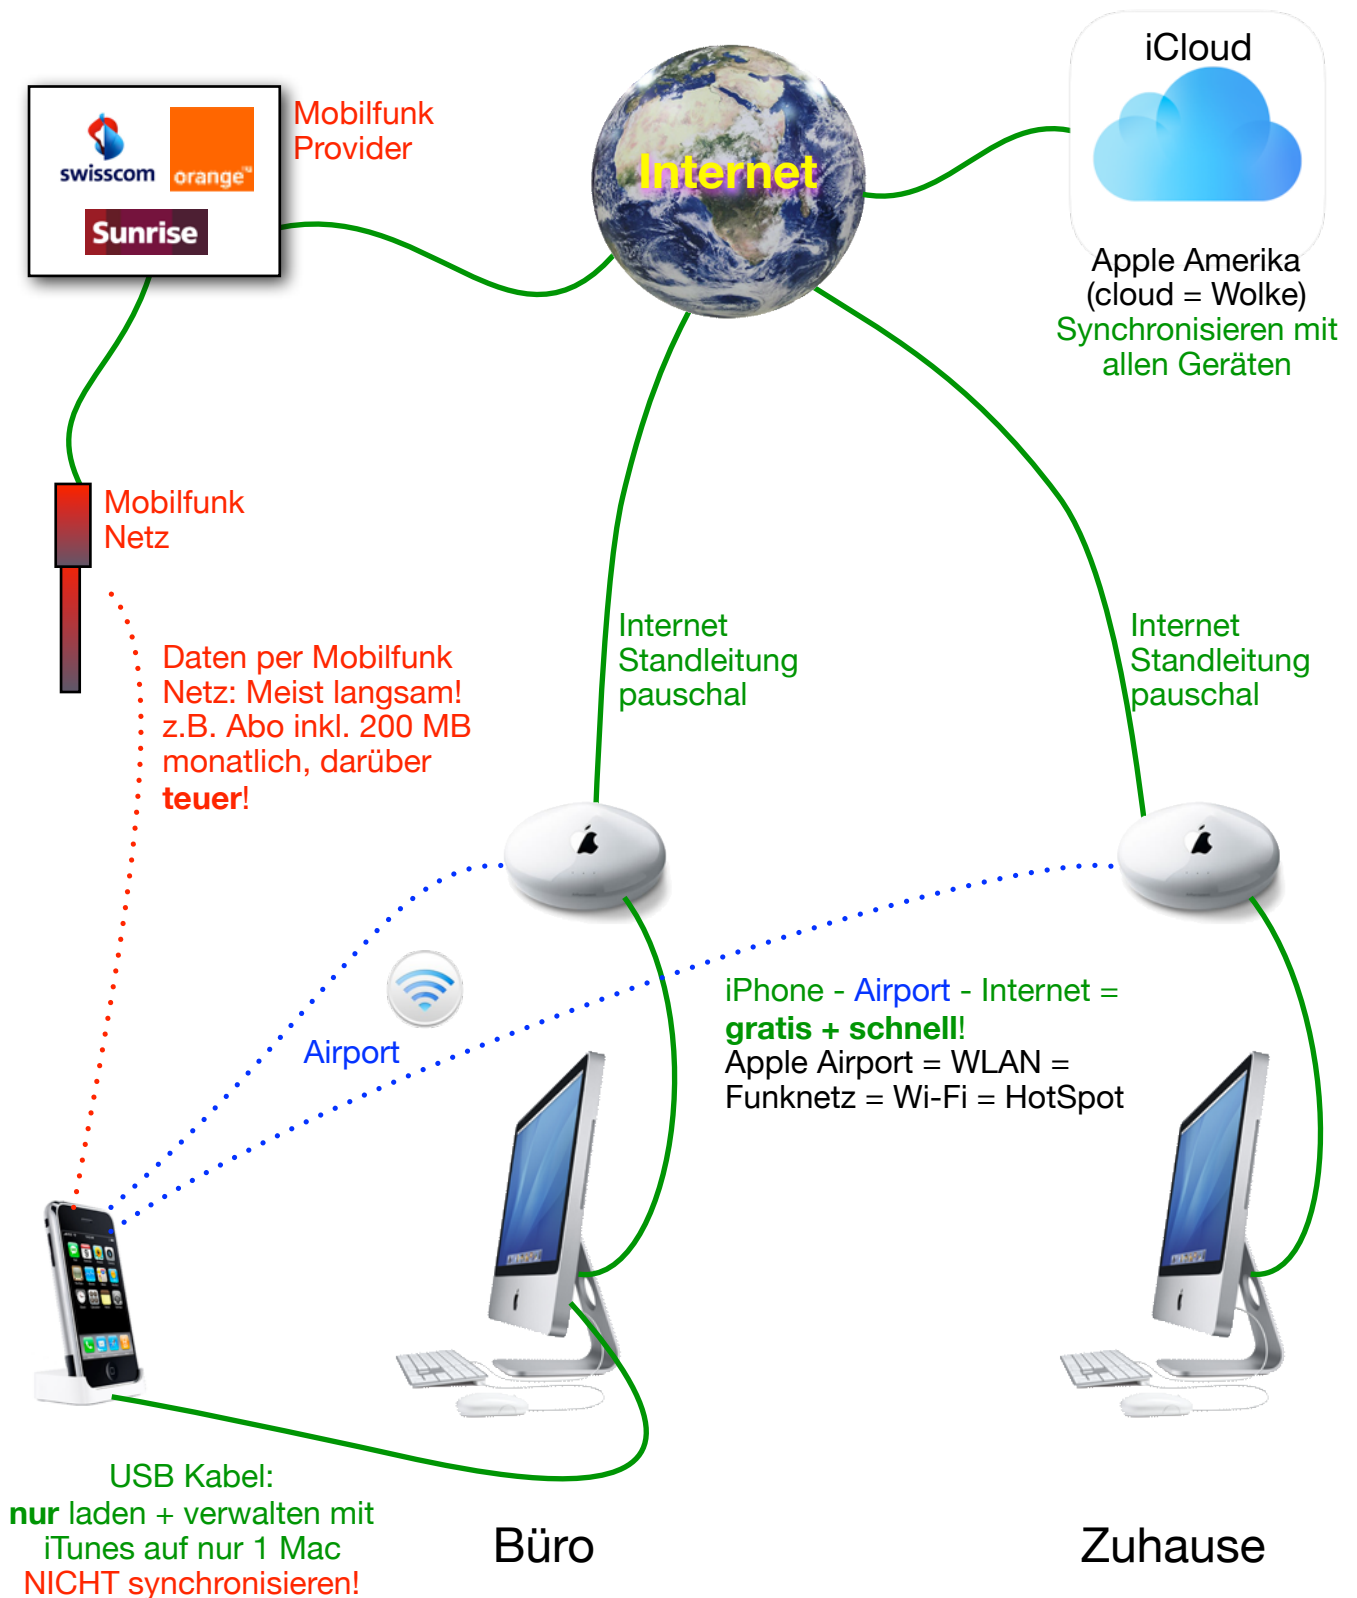 iCloud
Mobilfunk
Provider
swisscom
orange
Sunrise
Internet
Apple Amerika
(cloud = Wolke)
Synchronisieren mit
allen Geräten
Mobilfunk
Netz
Daten per Mobilfunk
Netz: Meist langsam!
z.B. Abo inkl. 200 MB
monatlich, darüber
teuer!
Internet
Standleitung
pauschal
Internet
Standleitung
pauschal
Airport
iPhone - Airport - Internet =
gratis + schnell!
Apple Airport = WLAN =
Funknetz = Wi-Fi = HotSpot
USB Kabel:
nur laden + verwalten mit
iTunes auf nur 1 Mac
NICHT synchronisieren!
Büro
Zuhause